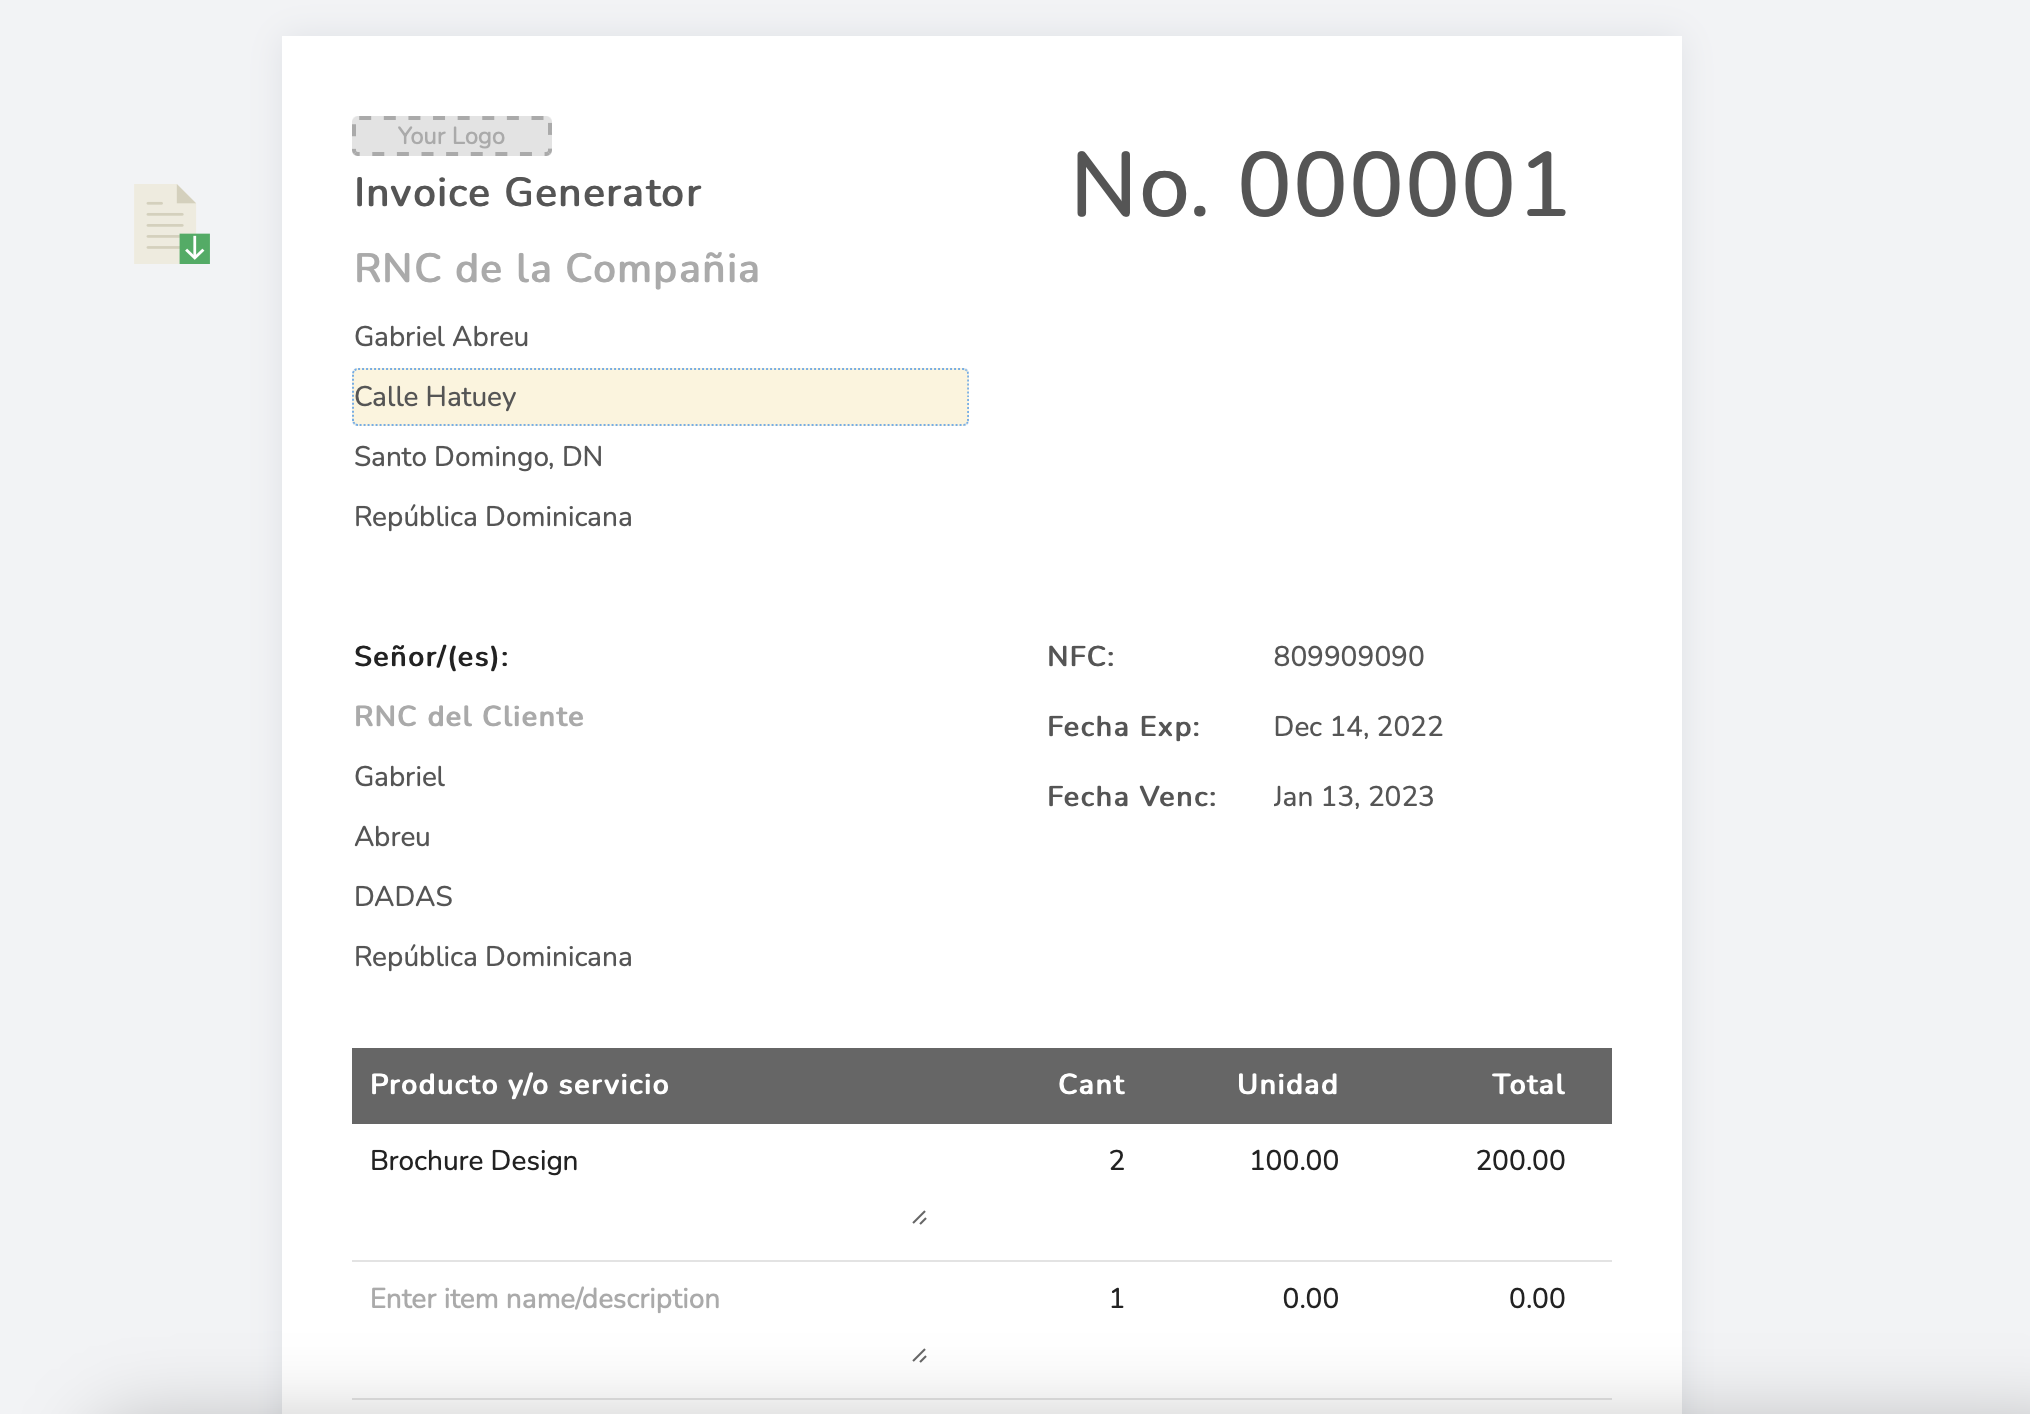 Your Logo
Invoice Generator
No. 000001
RNC de la Compañia
Gabriel Abreu
Calle Hatuey
Santo Domingo, DN
República Dominicana
Señor/(es):
RNC del Cliente
Gabriel
Abreu
DADAS
República Dominicana
NFC: 809909090
Fecha Exp: Dec 14, 2022
Fecha Venc: Jan 13, 2023
Producto y/o servicio Cant Unidad Total
Brochure Design 2 100.00 200.00
Enter item name/description 1 0.00 0.00